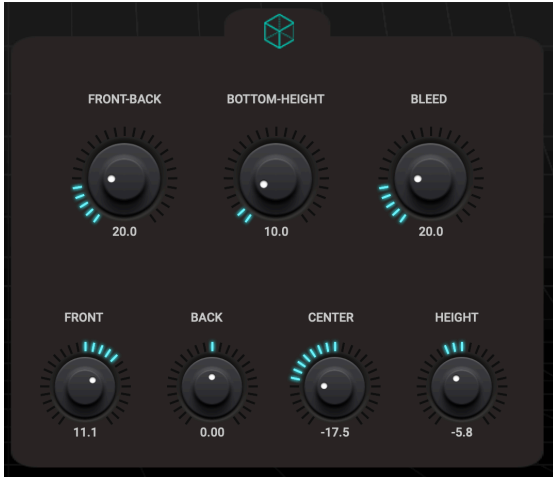 FRONT-BACK BOTTOM-HEIGHT BLEED
20.0 10.0 20.0
FRONT BACK CENTER HEIGHT
11.1 0.00 -17.5 -5.8